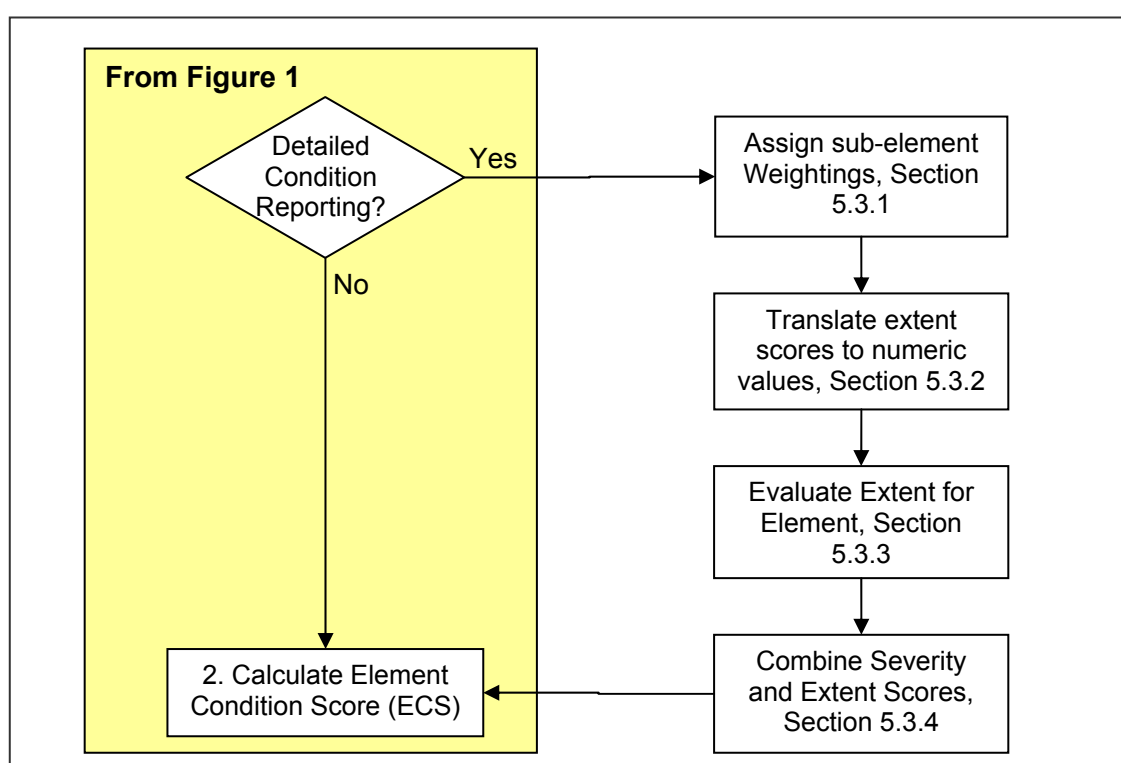 From Figure 1
Detailed
Condition
Reporting?
Yes
No
Assign sub-element
Weightings, Section
5.3.1
Translate extent
scores to numeric
values, Section 5.3.2
Evaluate Extent for
Element, Section
5.3.3
Combine Severity
and Extent Scores,
Section 5.3.4
2. Calculate Element
Condition Score (ECS)